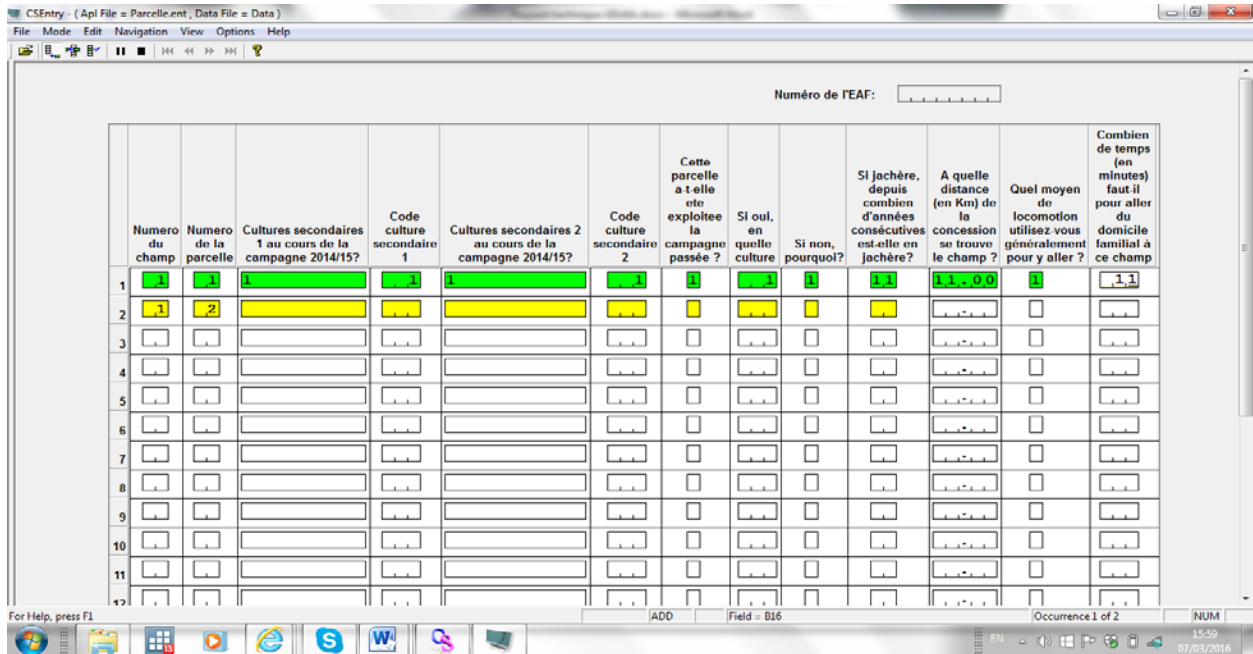 CSEntry - ( Apl File = Parcelle.ent , Data File = Data )
File Mode Edit Navigation View Options Help
Numéro de l'EAF:
Numero du champ
Numero de la parcelle
Cultures secondaires 1 au cours de la campagne 2014/15?
Code culture secondaire 1
Cultures secondaires 2 au cours de la campagne 2014/15?
Code culture secondaire 2
Cette parcelle a-t-elle ete exploitee la campagne passée ?
Si oui, en quelle culture
Si non, pourquoi?
Si jachère, depuis combien d'années consécutives est-elle en jachère?
A quelle distance (en Km) de la concession se trouve le champ ?
Quel moyen de locomotion utilisez-vous généralement pour y aller ?
Combien de temps (en minutes) faut-il pour aller du domicile familial à ce champ
1 1 1 1 1 1 1 1 1 1 11 11.00 1 11
2 1 2
3
4
5
6
7
8
9
10
11
12
For Help, press F1
ADD
Field = B16
Occurrence 1 of 2
NUM
13
EN
15:59
07/03/2016